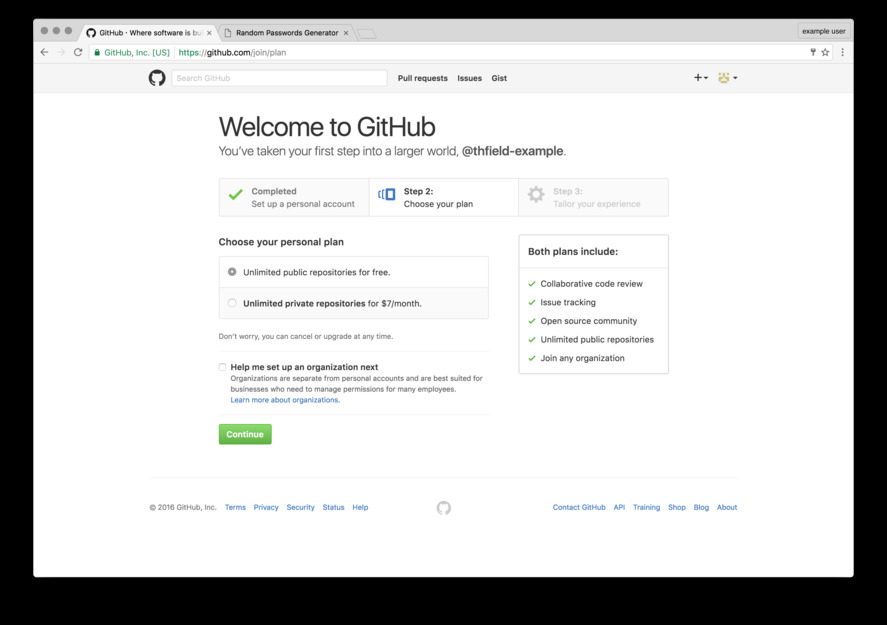 GitHub · Where software is bui
Random Passwords Generator
example user
GitHub, Inc. [US]
https://github.com/join/plan
Search GitHub
Pull requests
Issues
Gist
Welcome to GitHub
You’ve taken your first step into a larger world, @thfield-example.
Completed
Set up a personal account
Step 2:
Choose your plan
Step 3:
Tailor your experience
Choose your personal plan
Unlimited public repositories for free.
Unlimited private repositories for $7/month.
Don’t worry, you can cancel or upgrade at any time.
Help me set up an organization next
Organizations are separate from personal accounts and are best suited for
businesses who need to manage permissions for many employees.
Learn more about organizations.
Continue
Both plans include:
Collaborative code review
Issue tracking
Open source community
Unlimited public repositories
Join any organization
© 2016 GitHub, Inc.
Terms
Privacy
Security
Status
Help
Contact GitHub
API
Training
Shop
Blog
About